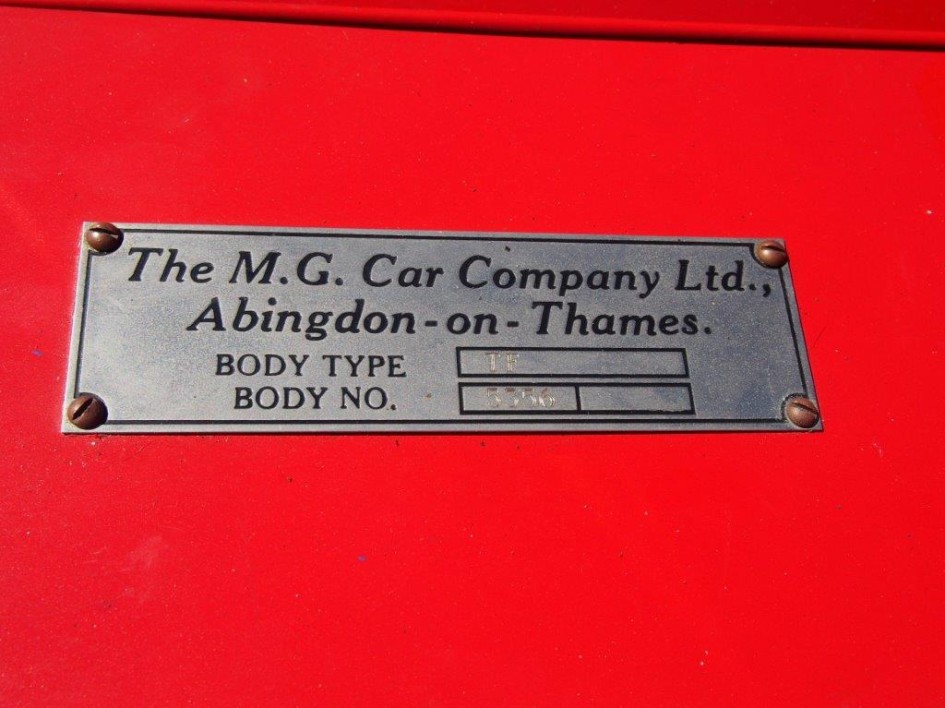 The M.G. Car Company Ltd.,
Abingdon-on-Thames.
BODY TYPE TF
BODY NO.